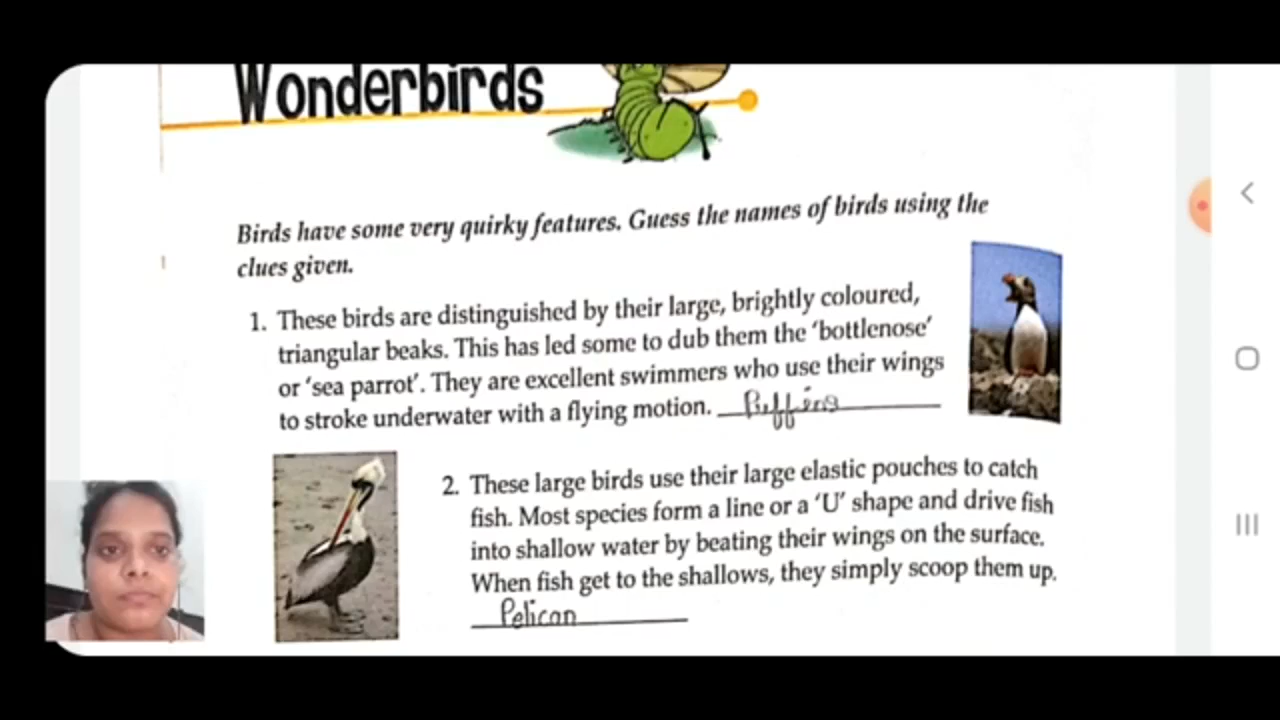 Wonderbirds
Birds have some very quirky features. Guess the names of birds using the
clues given.
1. These birds are distinguished by their large, brightly coloured,
triangular beaks. This has led some to dub them the ‘bottlenose’
or ‘sea parrot’. They are excellent swimmers who use their wings
to stroke underwater with a flying motion. Puffins
2. These large birds use their large elastic pouches to catch
fish. Most species form a line or a ‘U’ shape and drive fish
into shallow water by beating their wings on the surface.
When fish get to the shallows, they simply scoop them up.
Pelican